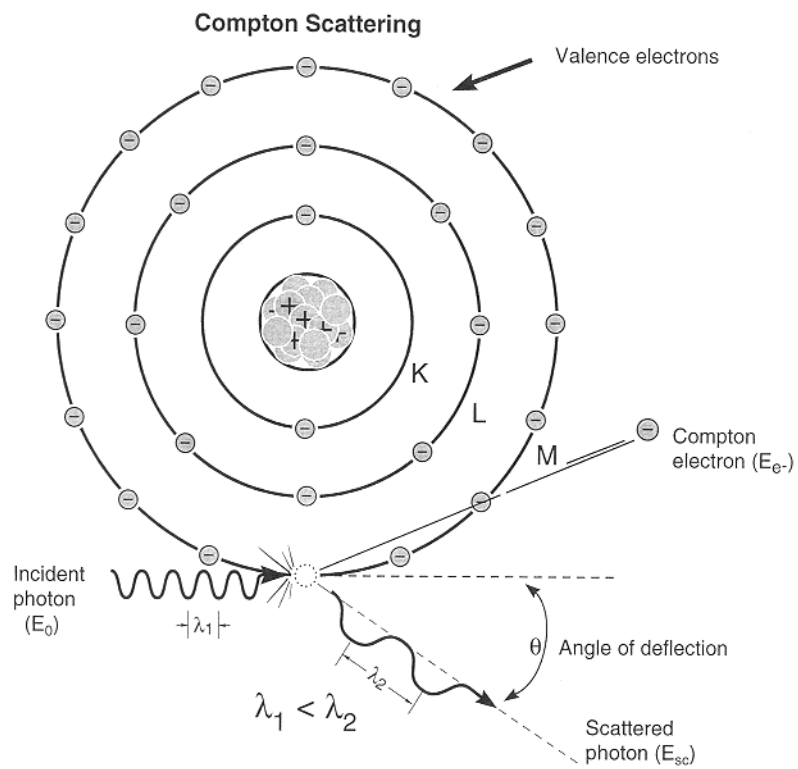 Compton Scattering
Valence electrons
K
L
M
Compton
electron (Ee-)
Incident
photon
(E0)
λ1
θ
Angle of deflection
λ2
λ1 < λ2
Scattered
photon (Esc)